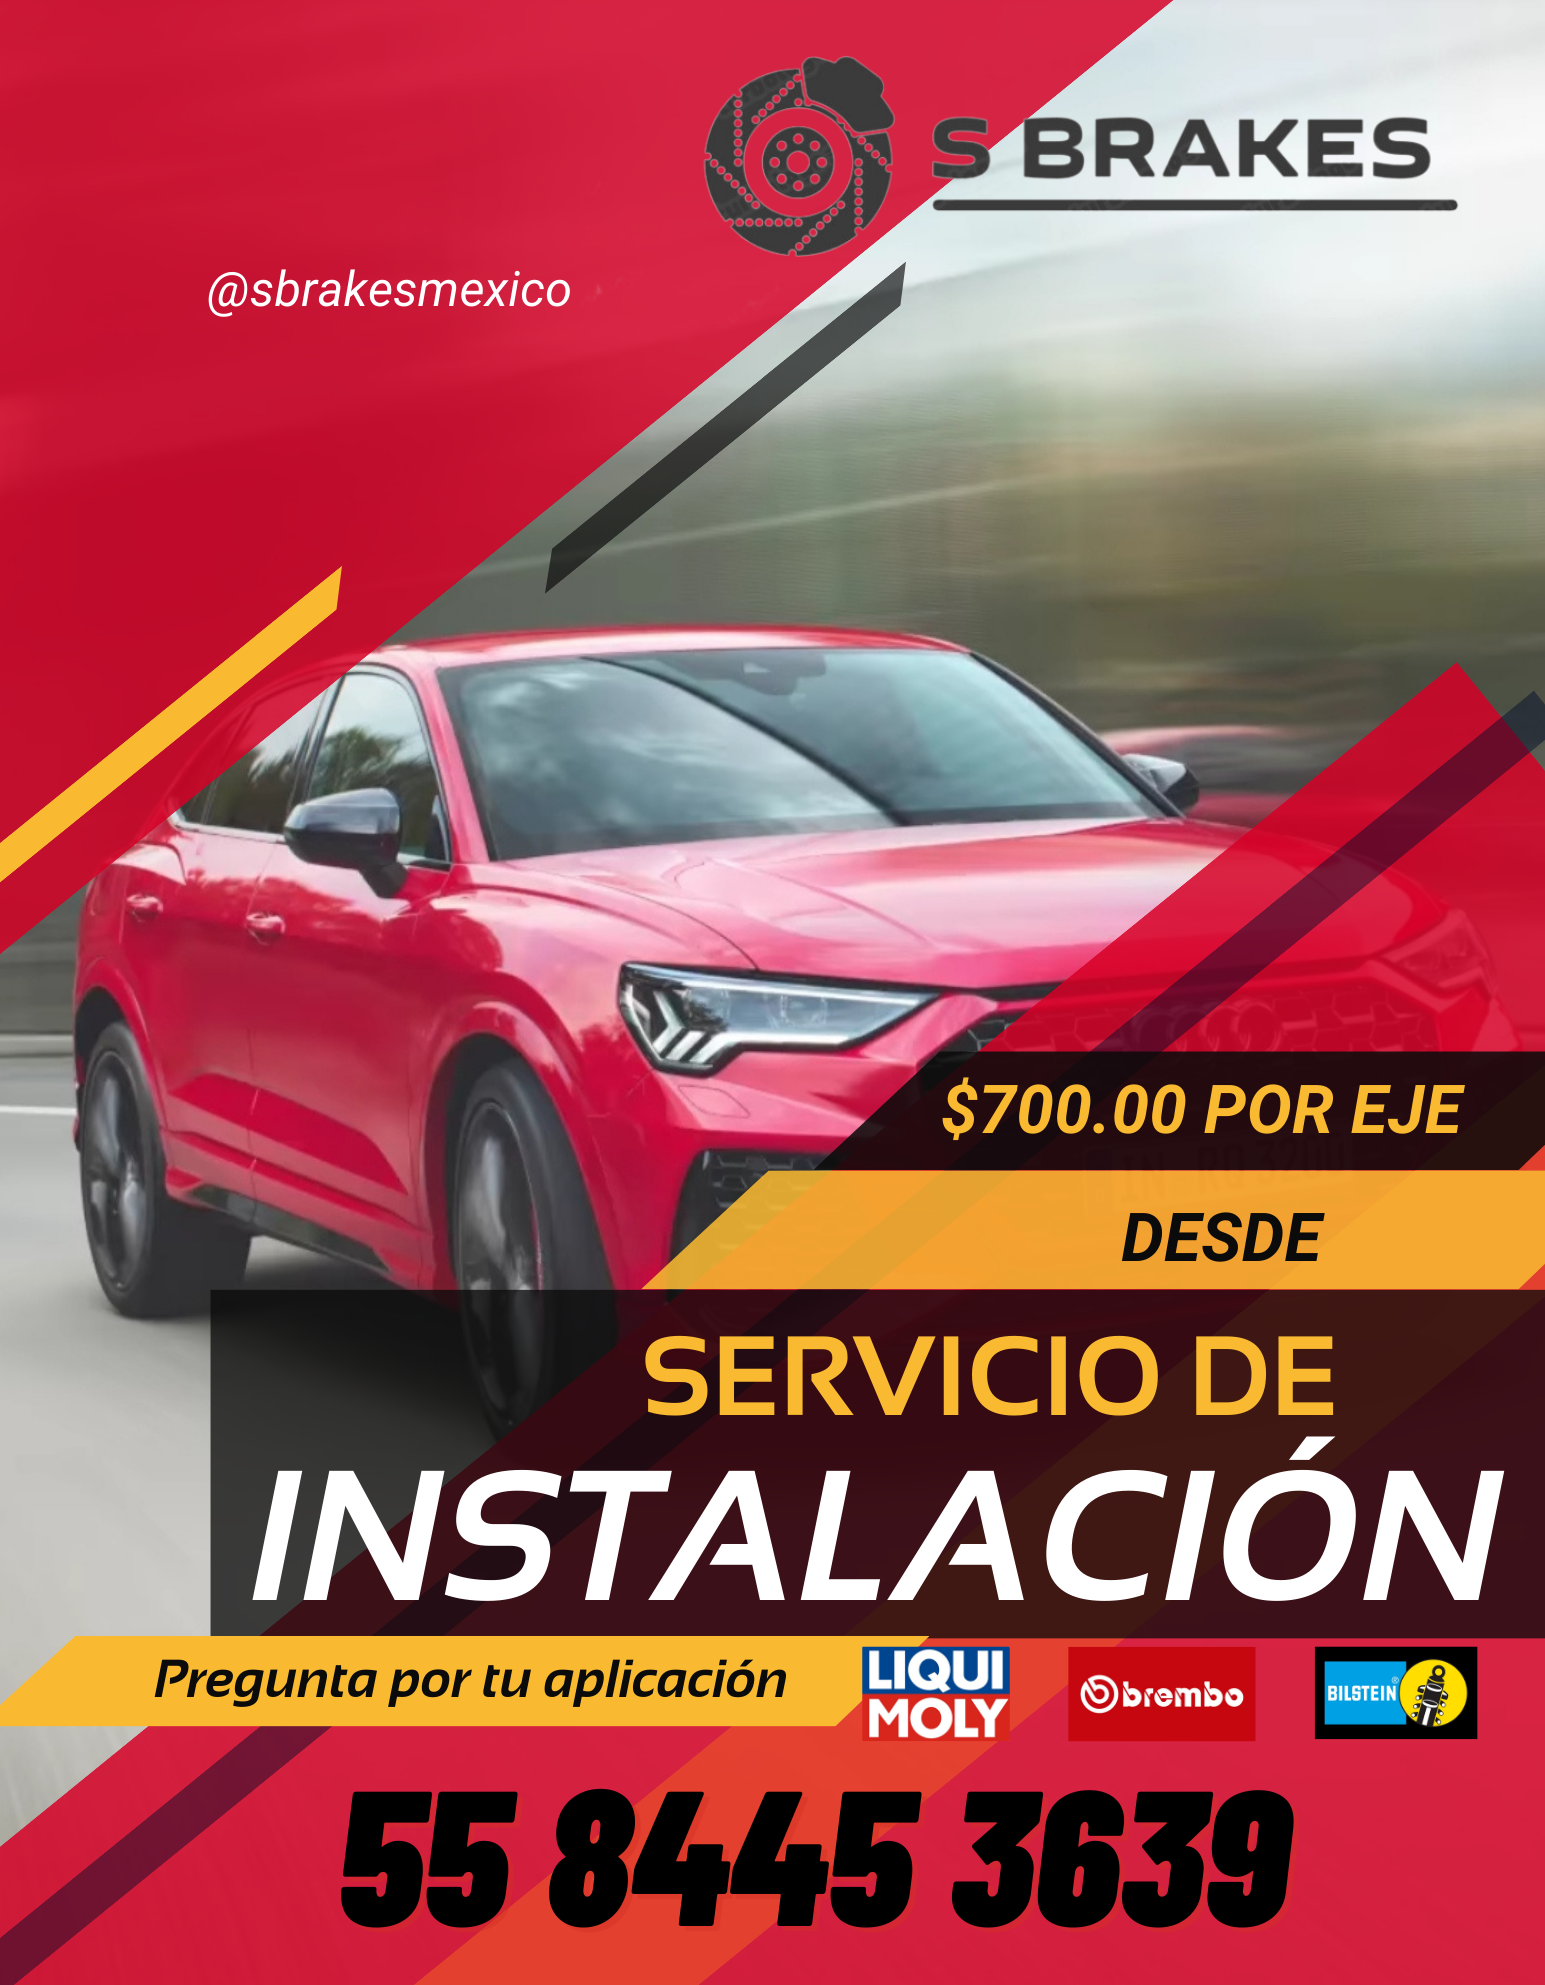 S BRAKES
@sbrakesmexico
$700.00 POR EJE
DESDE
SERVICIO DE
INSTALACIÓN
Pregunta por tu aplicación
LIQUI
MOLY
brembo
BILSTEIN®
55 8445 3639